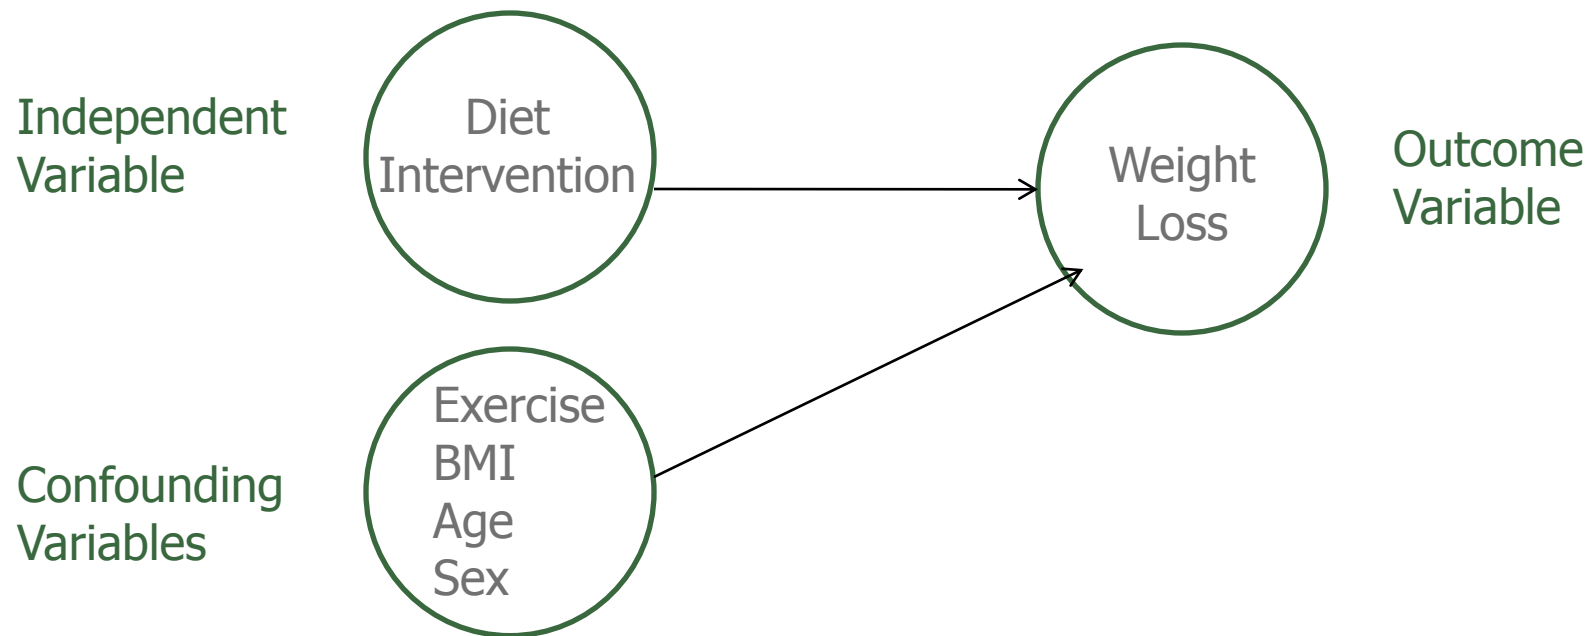 Independent
Variable
Diet
Intervention
Weight
Loss
Outcome
Variable
Confounding
Variables
Exercise
BMI
Age
Sex